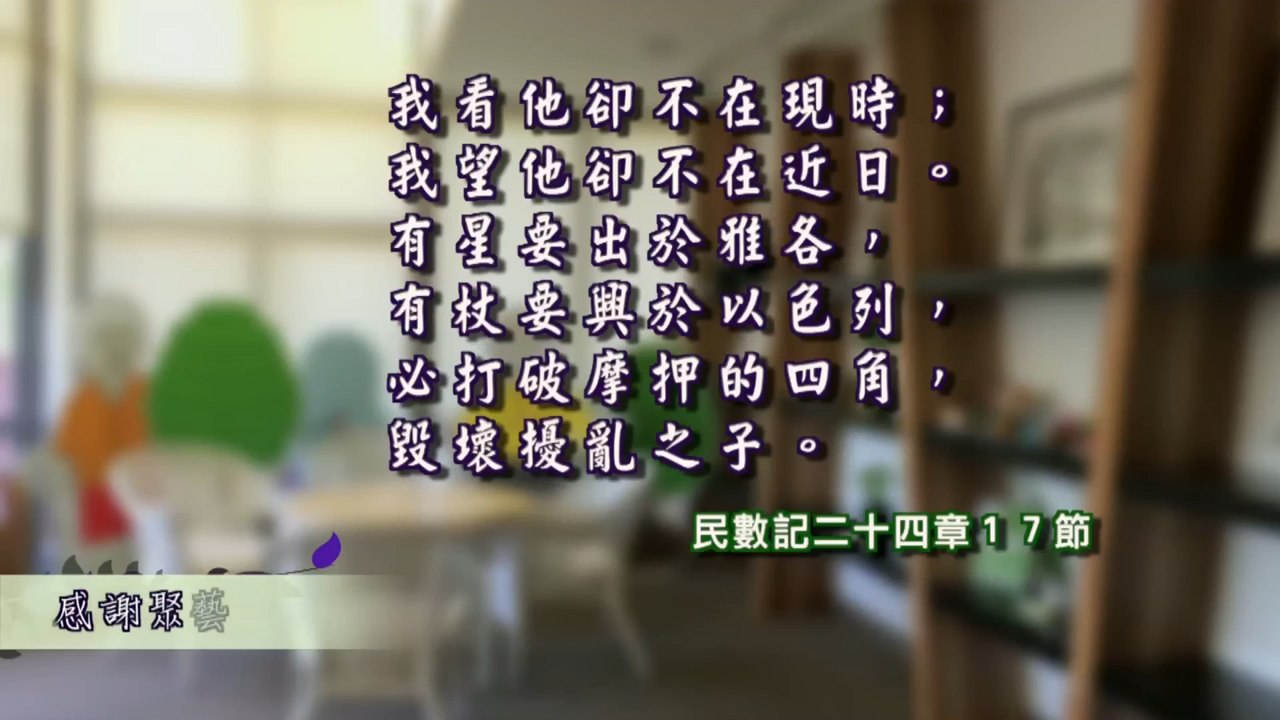 我看他卻不在現時；
我望他卻不在近日。
有星要出於雅各，
有杖要興於以色列，
必打破摩押的四角，
毀壞擾亂之子。
民數記二十四章１７節
感謝聚藝